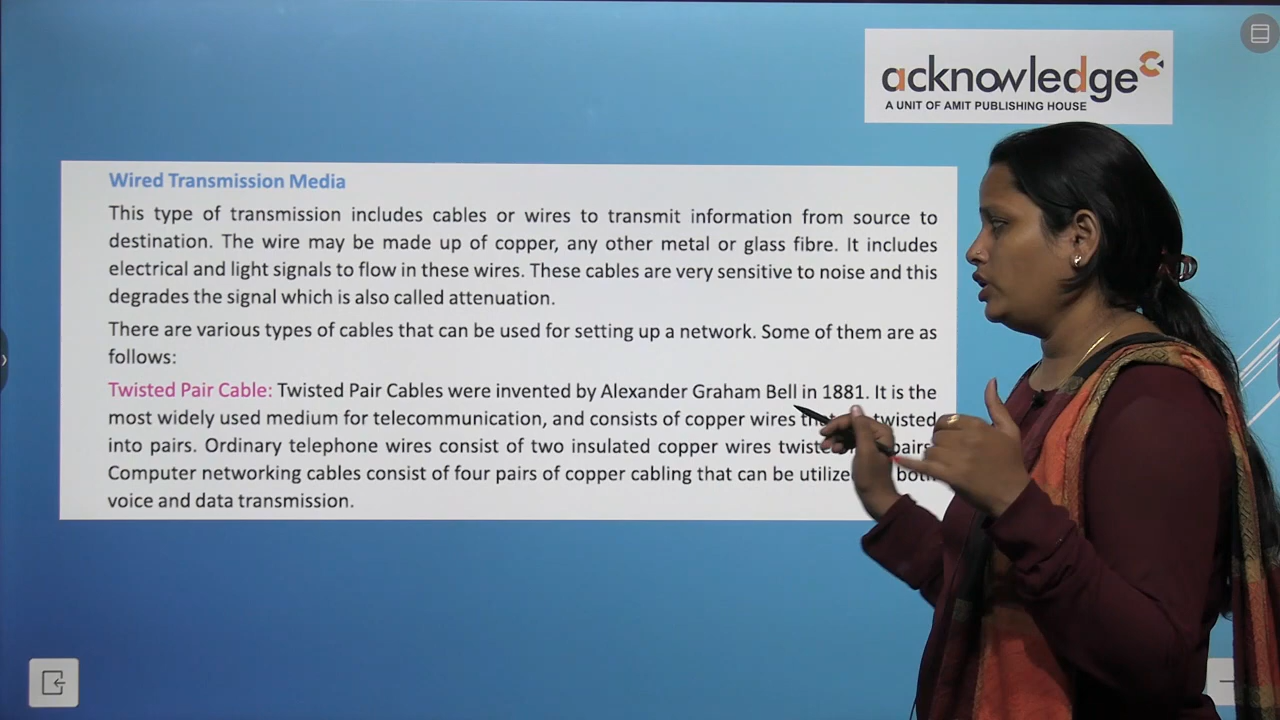 acknowledge
A UNIT OF AMIT PUBLISHING HOUSE
Wired Transmission Media
This type of transmission includes cables or wires to transmit information from source to
destination. The wire may be made up of copper, any other metal or glass fibre. It includes
electrical and light signals to flow in these wires. These cables are very sensitive to noise and this
degrades the signal which is also called attenuation.
There are various types of cables that can be used for setting up a network. Some of them are as
follows:
Twisted Pair Cable: Twisted Pair Cables were invented by Alexander Graham Bell in 1881. It is the
most widely used medium for telecommunication, and consists of copper wires twisted
into pairs. Ordinary telephone wires consist of two insulated copper wires
Computer networking cables consist of four pairs of copper cabling that can be both
voice and data transmission.